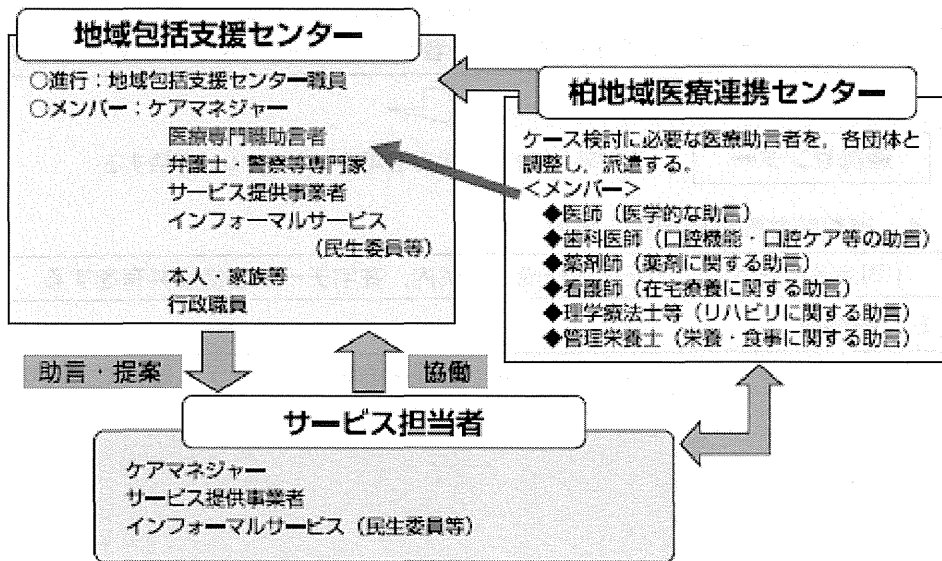 地域包括支援センター
○進行：地域包括支援センター職員
○メンバー：ケアマネジャー
医療専門職助言者
弁護士・警察等専門家
サービス提供事業者
インフォーマルサービス
（民生委員等）
本人・家族等
行政職員
柏地域医療連携センター
ケース検討に必要な医療助言者を，各団体と
調整し，派遣する。
＜メンバー＞
◆医師（医学的な助言）
◆歯科医師（口腔機能・口腔ケア等の助言）
◆薬剤師（薬剤に関する助言）
◆看護師（在宅療養に関する助言）
◆理学療法士等（リハビリに関する助言）
◆管理栄養士（栄養・食事に関する助言）
助言・提案
協働
サービス担当者
ケアマネジャー
サービス提供事業者
インフォーマルサービス（民生委員等）